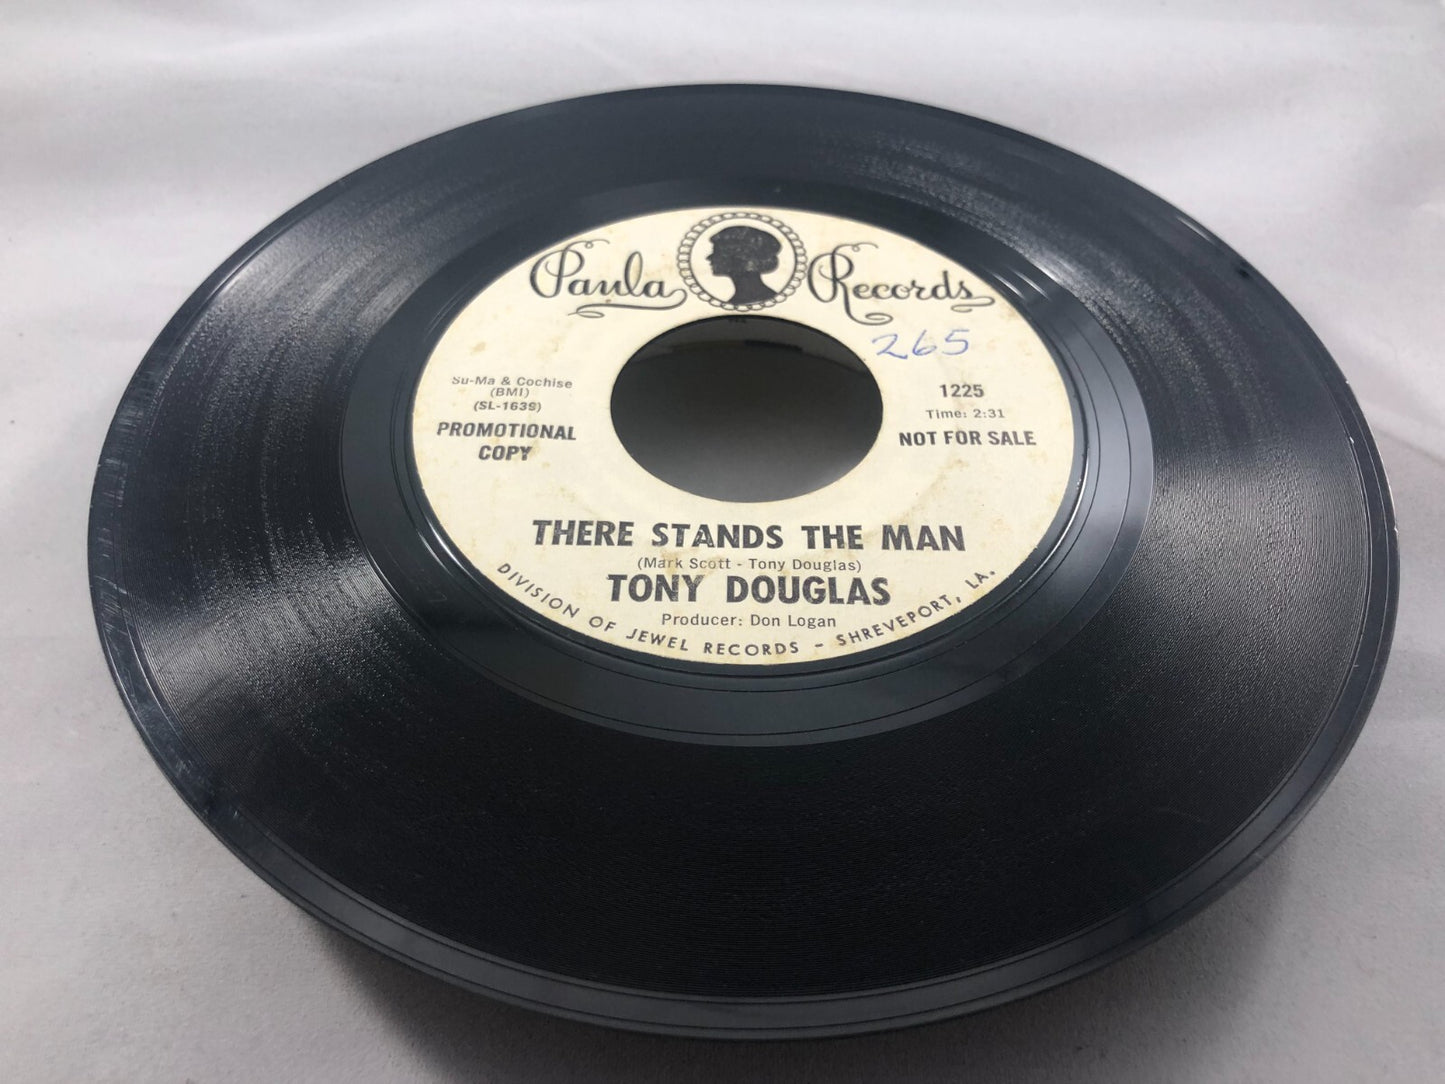 Paula Records
265
Su-Ma & Cochise
(BMI)
(SL-1639)
PROMOTIONAL
COPY
1225
Time: 2:31
NOT FOR SALE
THERE STANDS THE MAN
(Mark Scott - Tony Douglas)
TONY DOUGLAS
Producer: Don Logan
DIVISION OF JEWEL RECORDS - SHREVEPORT, LA.